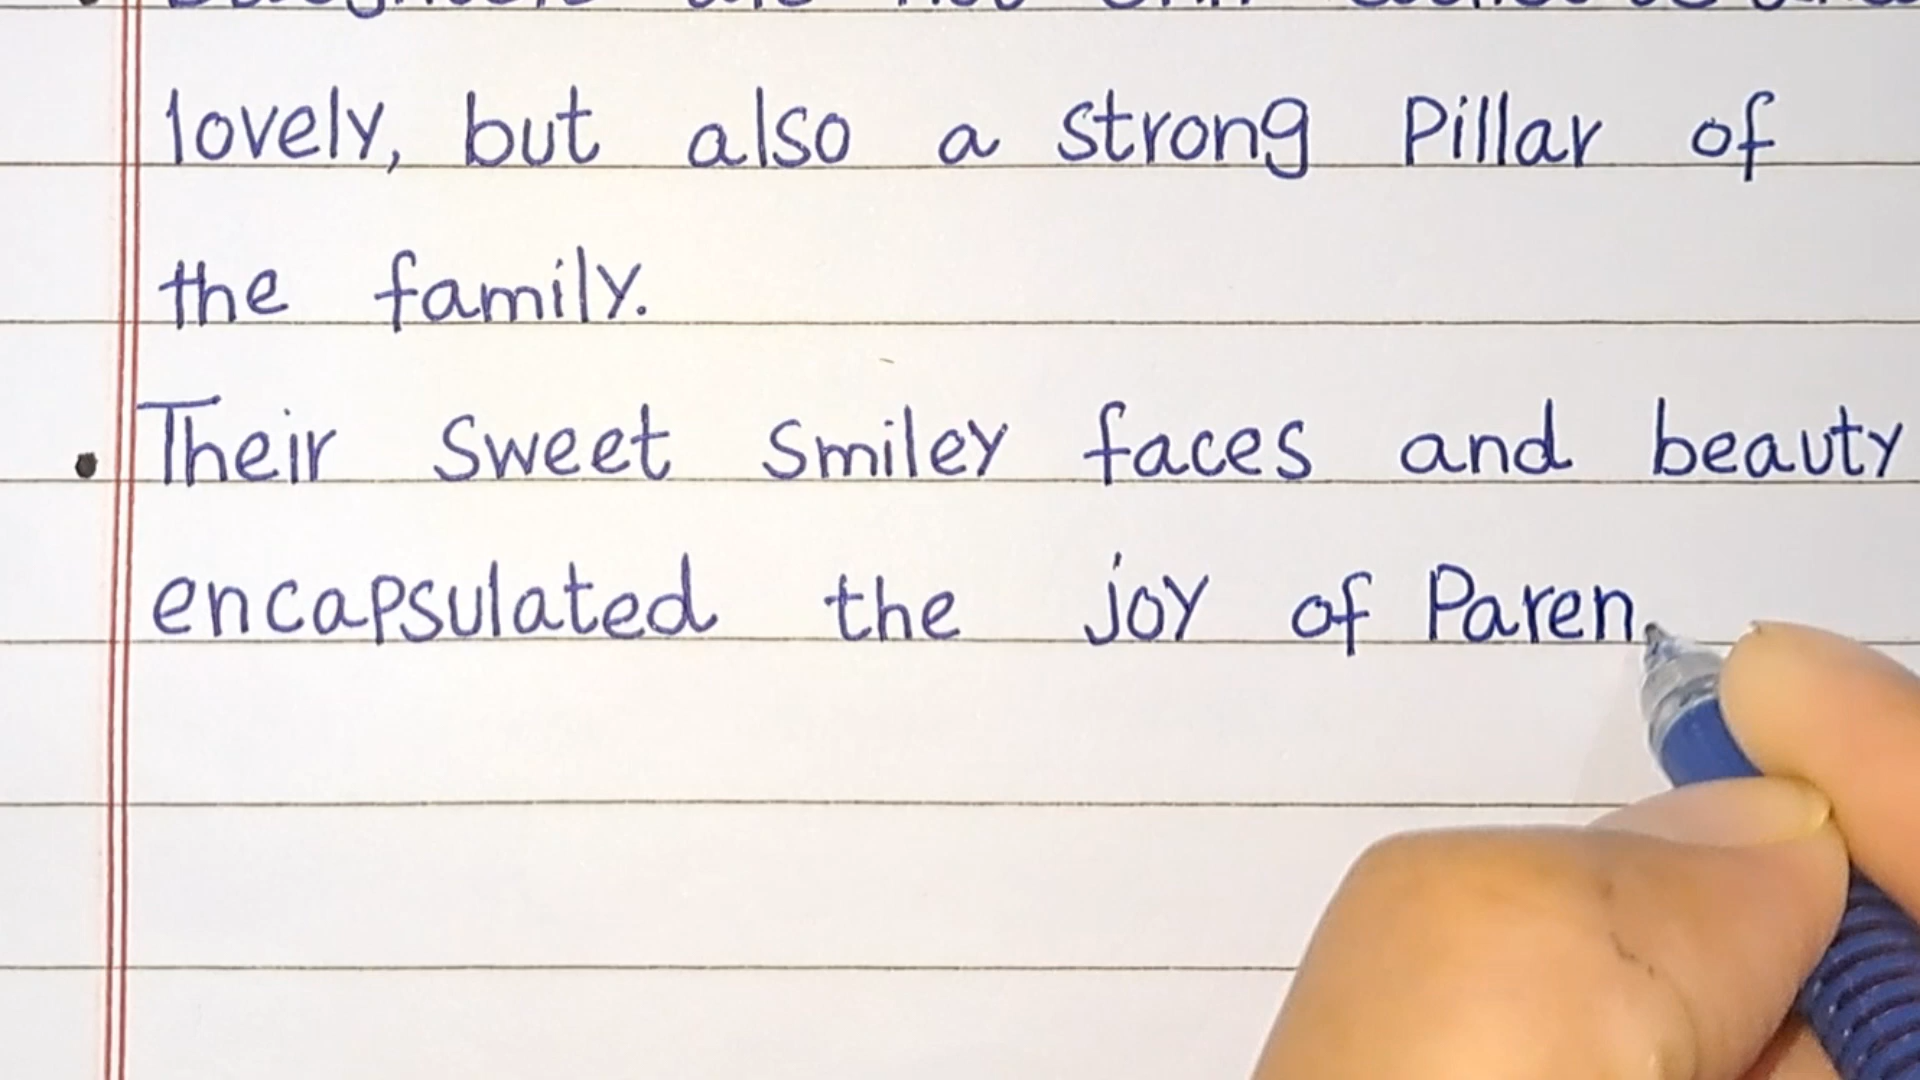 lovely, but also a strong Pillar of
the family.
• Their sweet smiley faces and beauty
encapsulated the joy of Paren